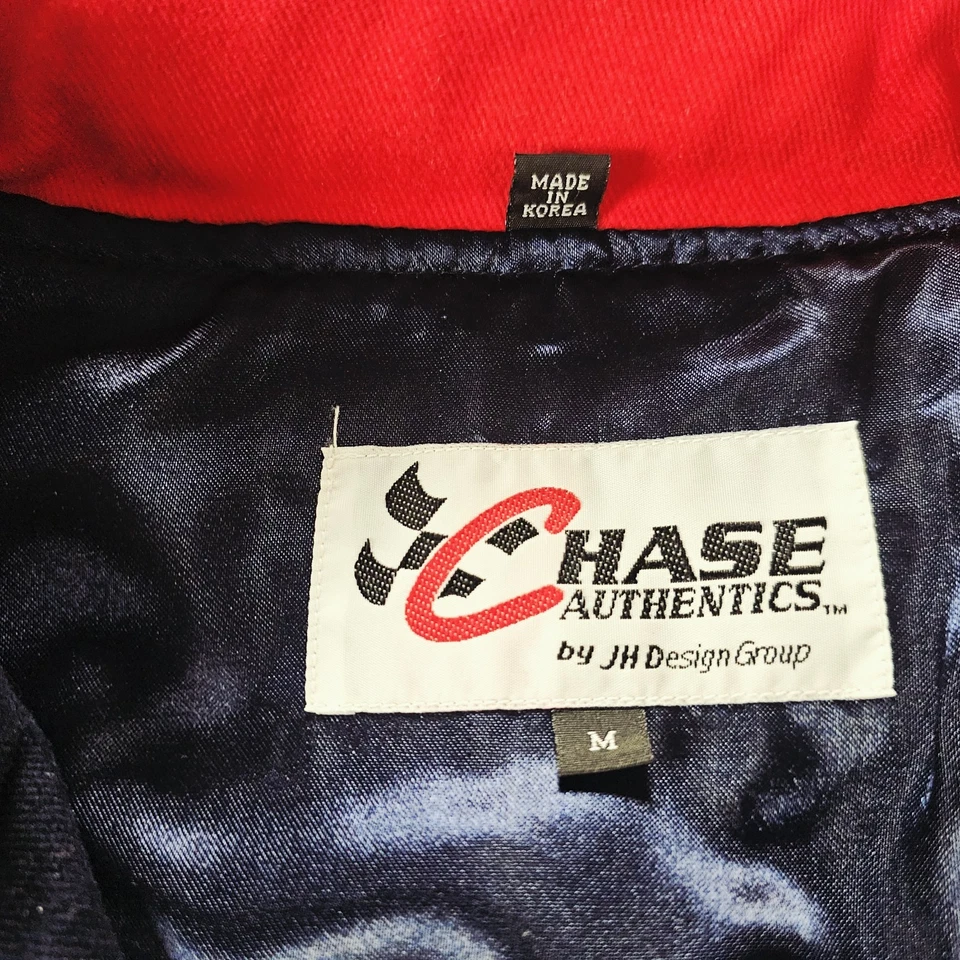 MADE
IN
KOREA
CHASE
AUTHENTICS™
by JH Design Group
M